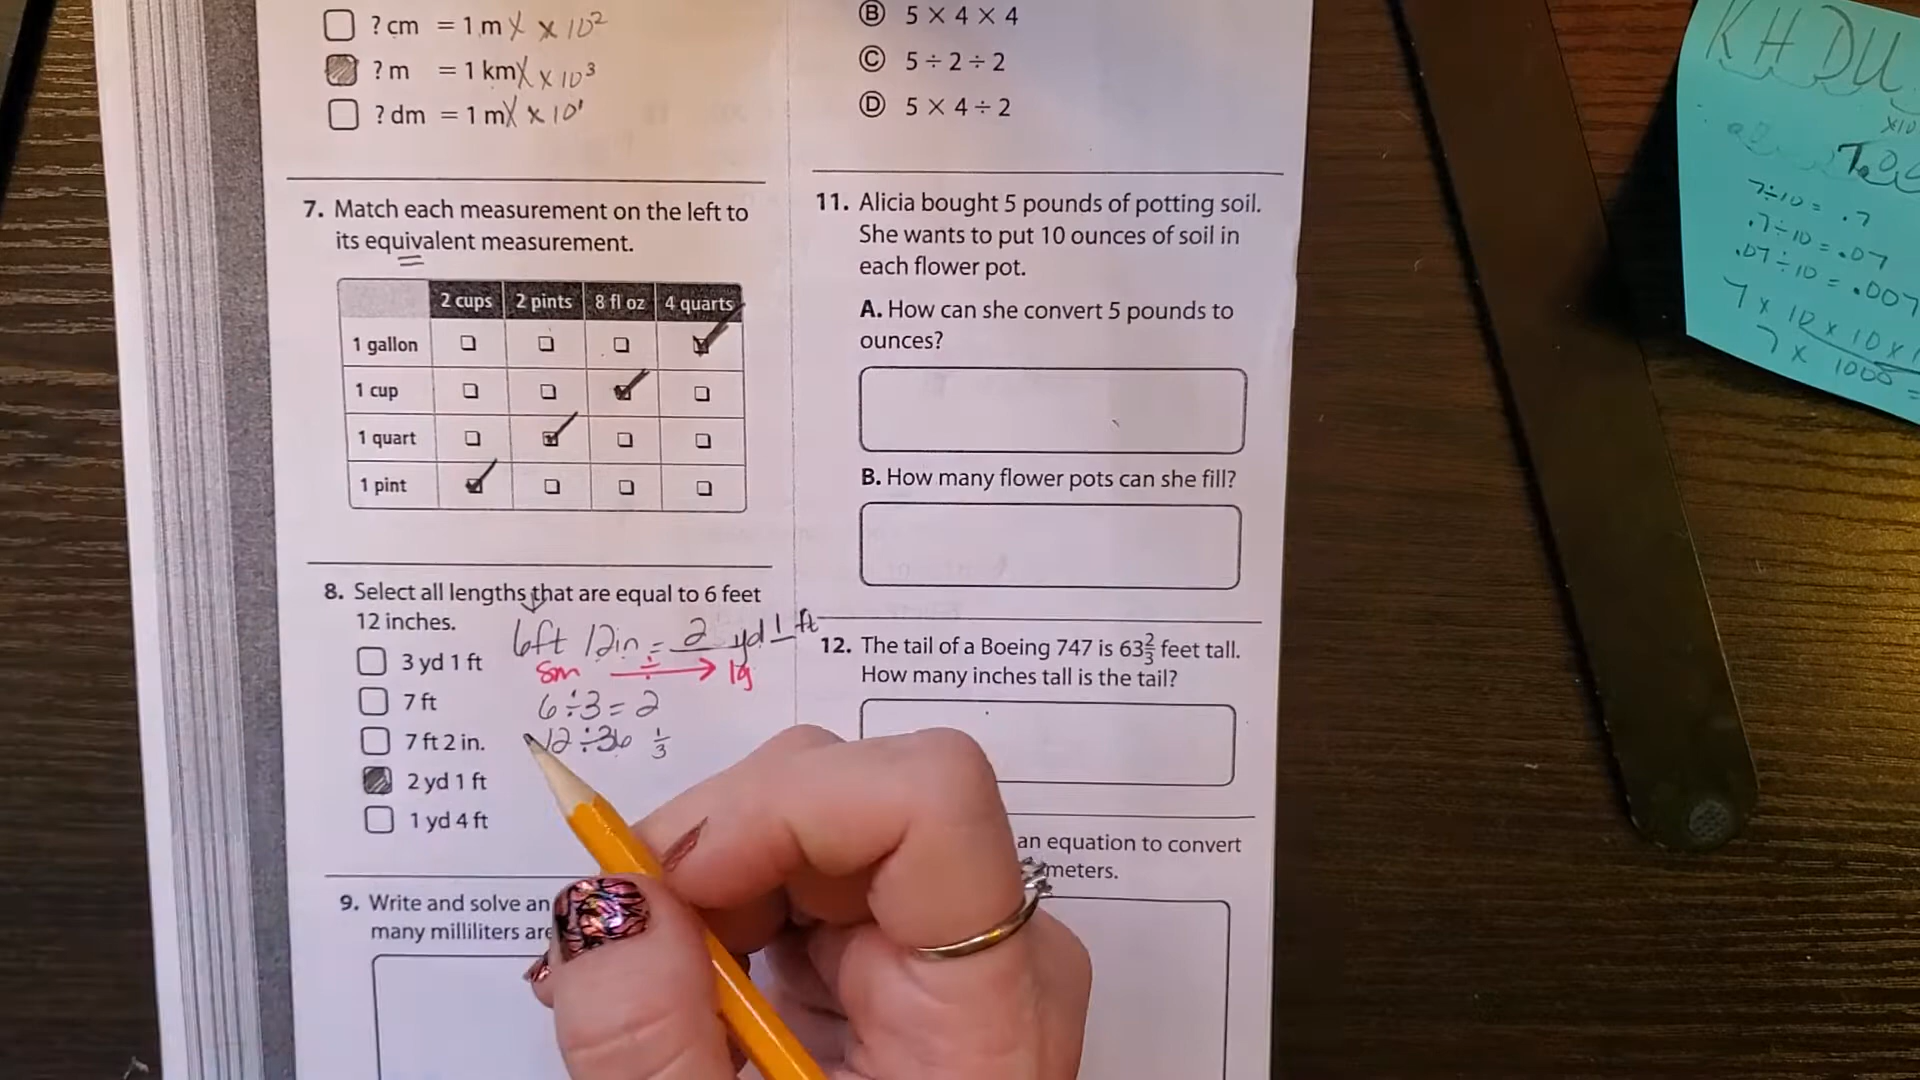 ? cm = 1 m × 10²
? m = 1 km × 10³
? dm = 1 m × 10¹
7. Match each measurement on the left to
its equivalent measurement.
2 cups 2 pints 8 fl oz 4 quarts
1 gallon
1 cup
1 quart
1 pint
8. Select all lengths that are equal to 6 feet
12 inches.
6ft 12in = 2 yd 1 ft
sm ÷ lg
3 yd 1 ft
7 ft
6÷3=2
7 ft 2 in.
12÷36 1/3
2 yd 1 ft
1 yd 4 ft
9. Write and solve an
many milliliters are
B 5 × 4 × 4
C 5 ÷ 2 ÷ 2
D 5 × 4 ÷ 2
11. Alicia bought 5 pounds of potting soil.
She wants to put 10 ounces of soil in
each flower pot.
A. How can she convert 5 pounds to
ounces?
B. How many flower pots can she fill?
12. The tail of a Boeing 747 is 63 2/3 feet tall.
How many inches tall is the tail?
an equation to convert
meters.
KHDU
×10
7÷10 = .7
.7÷10 = .07
.07÷10 = .007
7 × 10 × 10 ×
7 × 1000 =